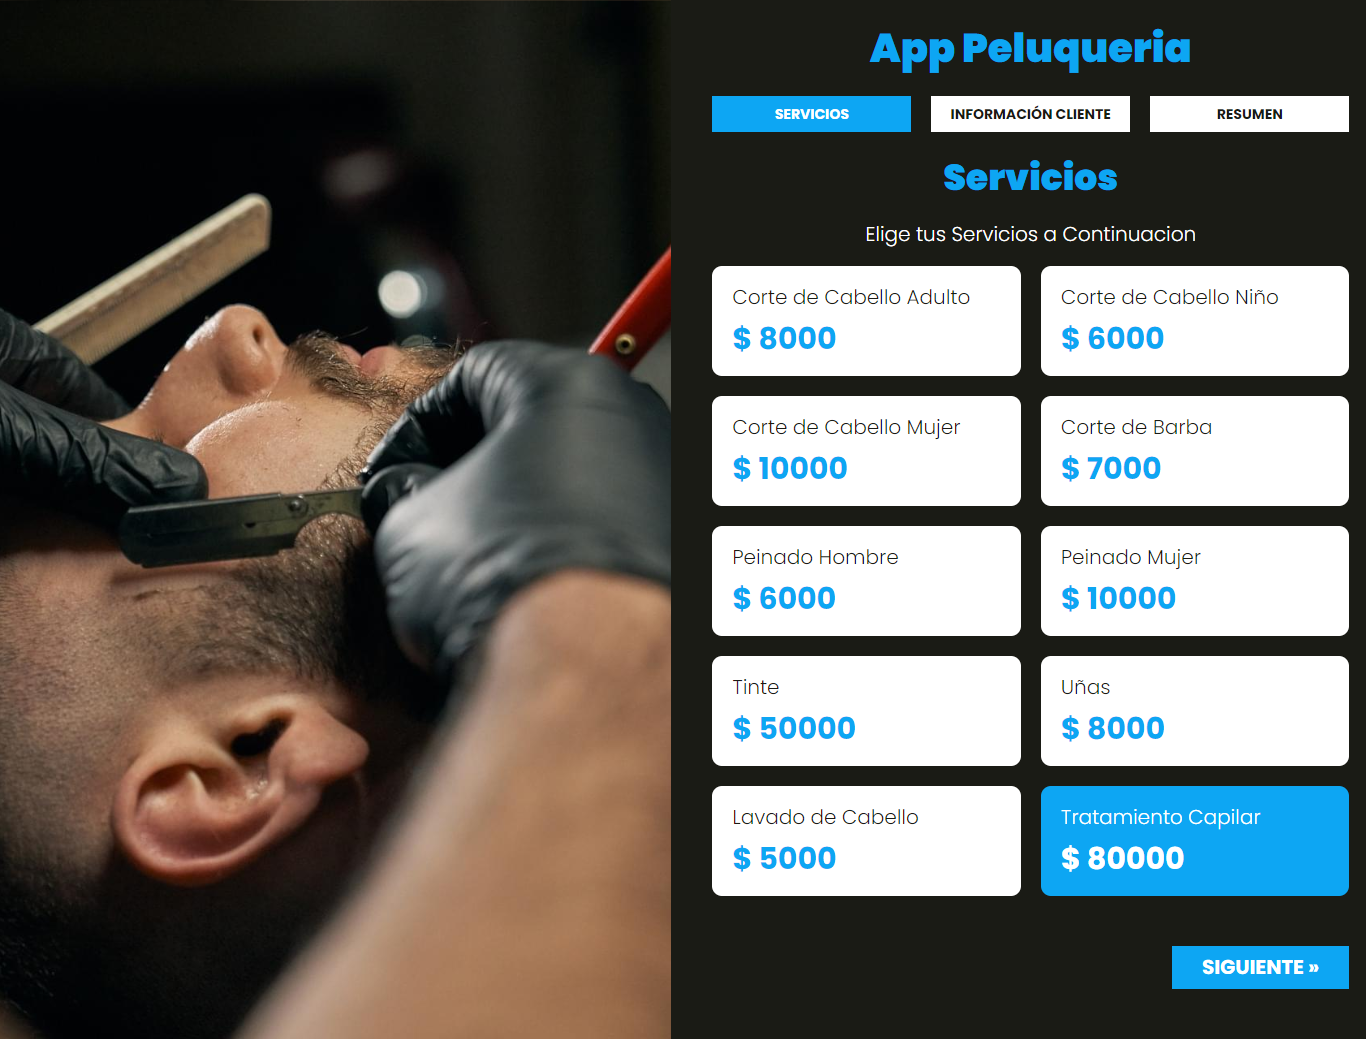 App Peluqueria
SERVICIOS
INFORMACIÓN CLIENTE
RESUMEN
Servicios
Elige tus Servicios a Continuacion
Corte de Cabello Adulto
$ 8000
Corte de Cabello Niño
$ 6000
Corte de Cabello Mujer
$ 10000
Corte de Barba
$ 7000
Peinado Hombre
$ 6000
Peinado Mujer
$ 10000
Tinte
$ 50000
Uñas
$ 8000
Lavado de Cabello
$ 5000
Tratamiento Capilar
$ 80000
SIGUIENTE »